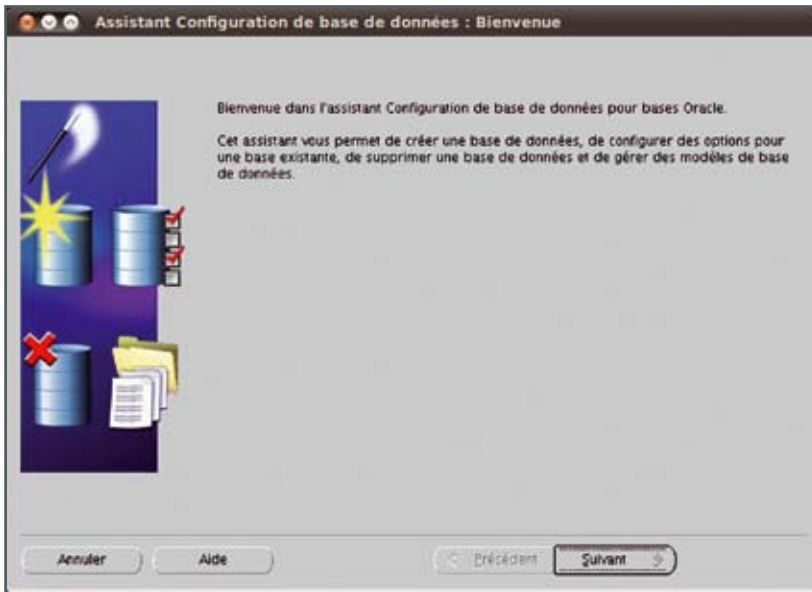 Assistant Configuration de base de données : Bienvenue
Bienvenue dans l'assistant Configuration de base de données pour bases Oracle.
Cet assistant vous permet de créer une base de données, de configurer des options pour
une base existante, de supprimer une base de données et de gérer des modèles de base
de données.
Annuler
Aide
Précédent
Suivant